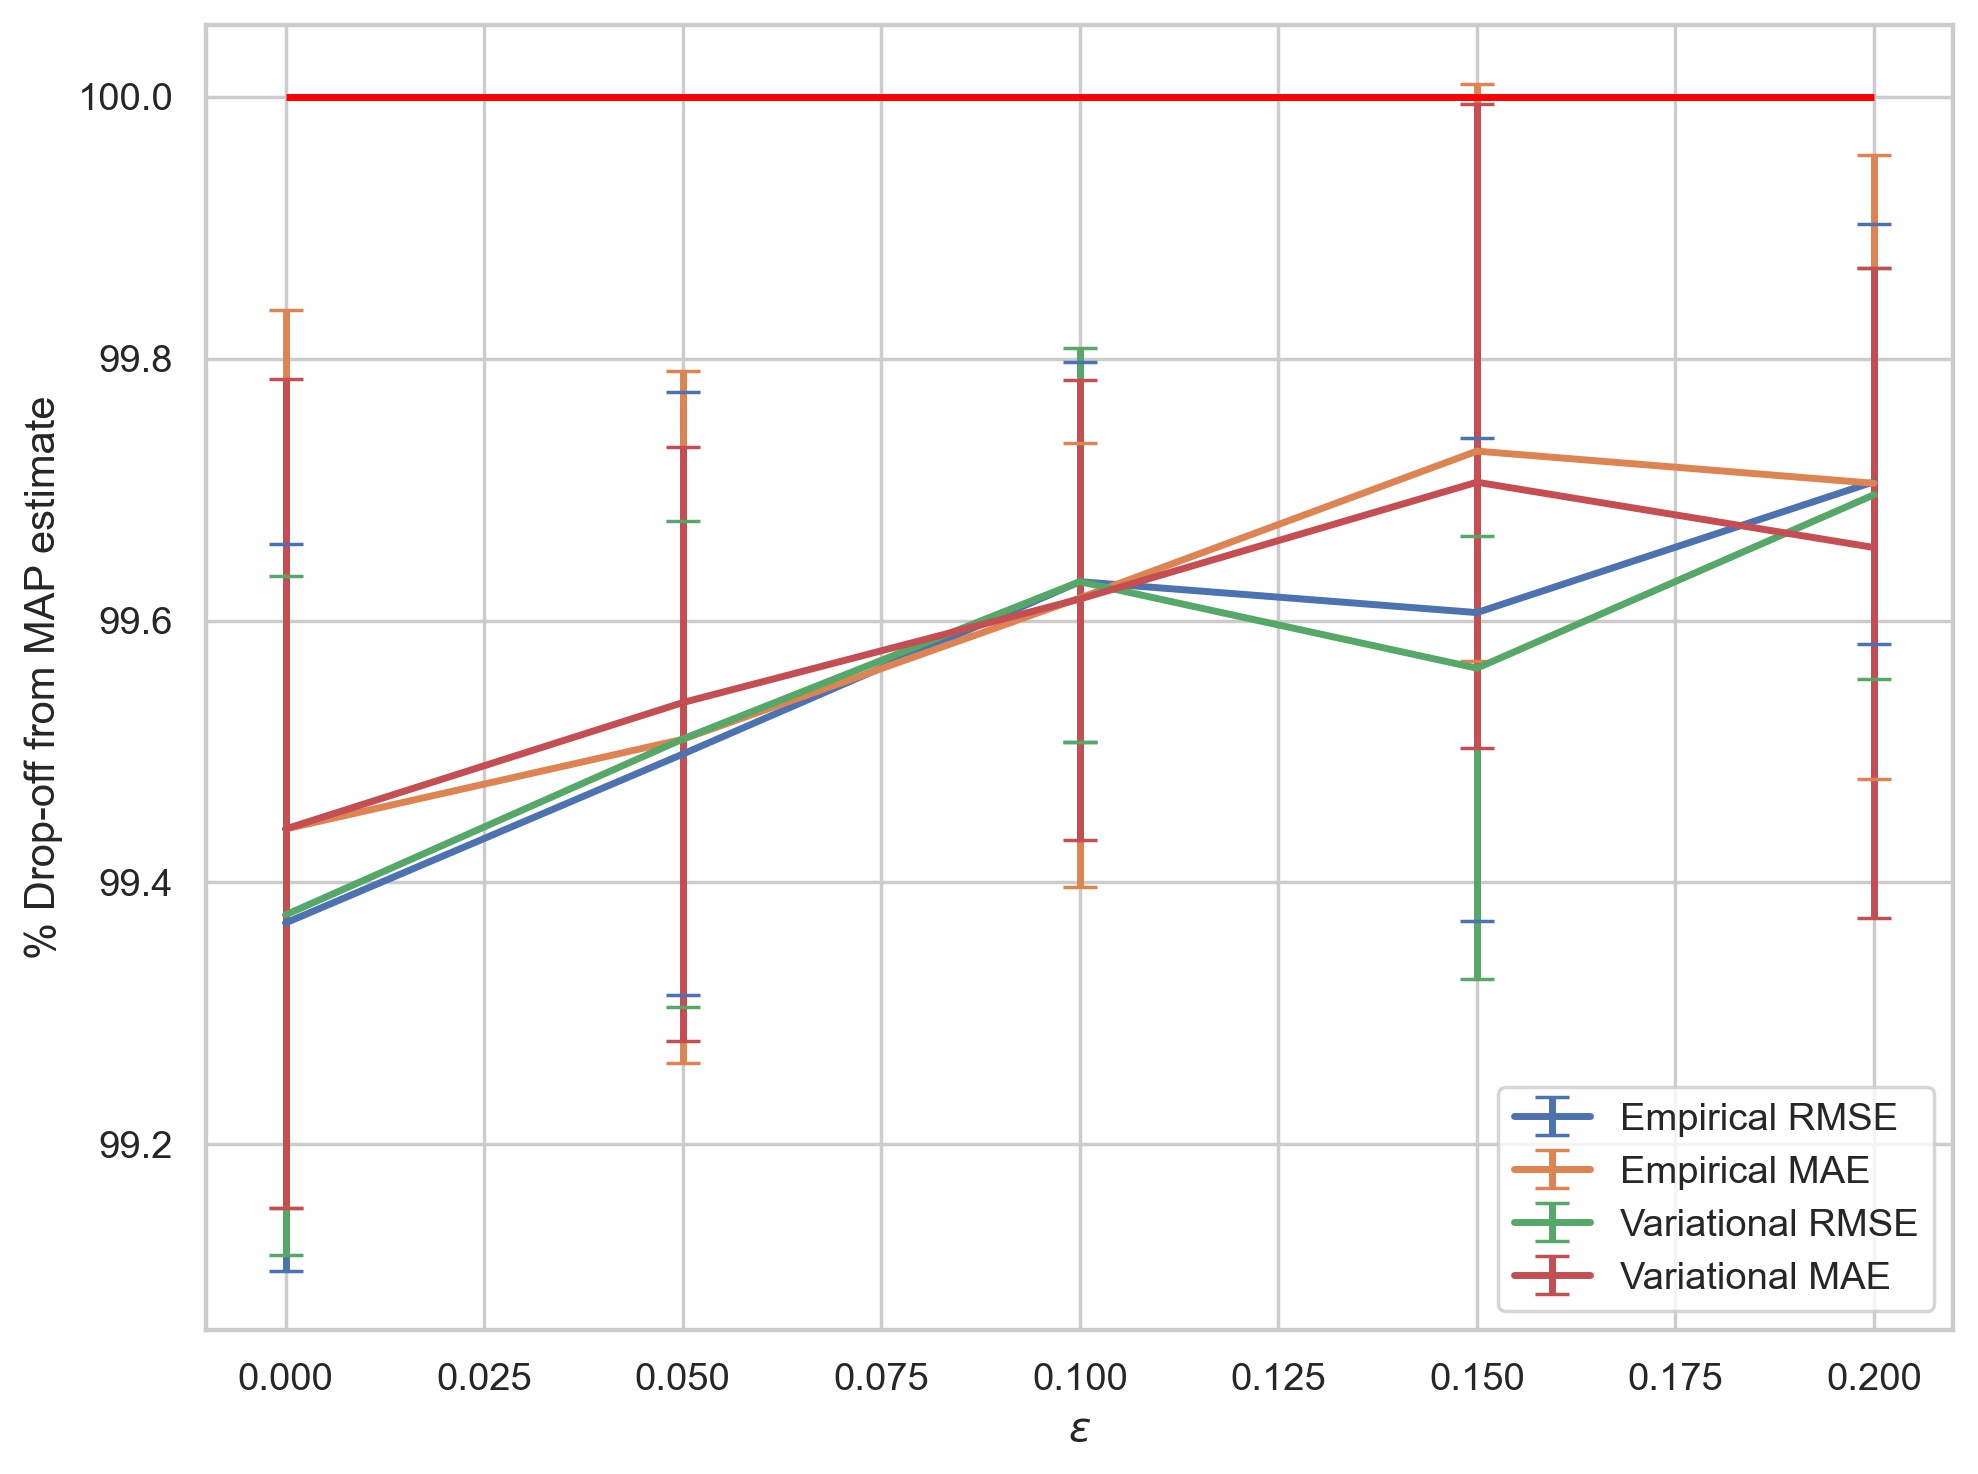 % Drop-off from MAP estimate
100.0
99.8
99.6
99.4
99.2
0.000 0.025 0.050 0.075 0.100 0.125 0.150 0.175 0.200
ε
Empirical RMSE
Empirical MAE
Variational RMSE
Variational MAE